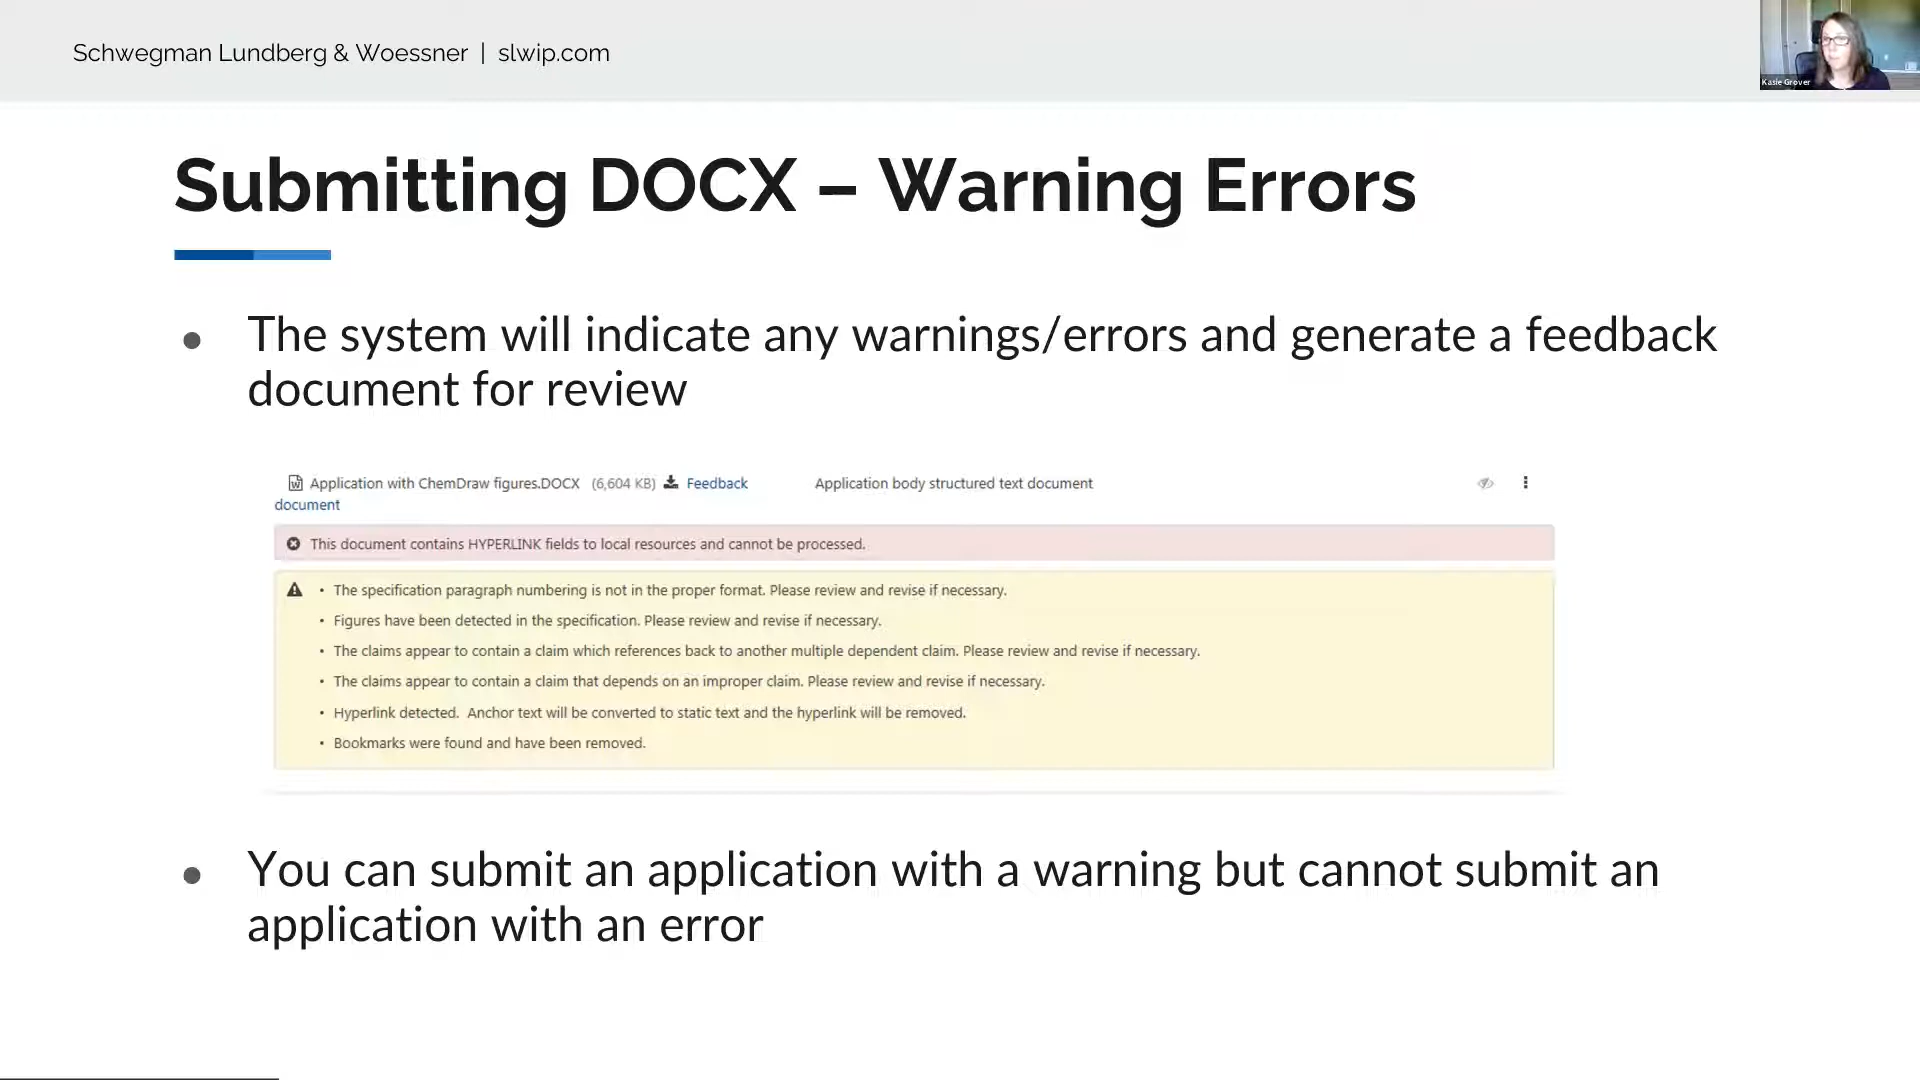 Schwegman Lundberg & Woessner | slwip.com
Kasie Grover
Submitting DOCX – Warning Errors
• The system will indicate any warnings/errors and generate a feedback
document for review
Application with ChemDraw figures.DOCX (6,604 KB) Feedback Application body structured text document
document
This document contains HYPERLINK fields to local resources and cannot be processed.
• The specification paragraph numbering is not in the proper format. Please review and revise if necessary.
• Figures have been detected in the specification. Please review and revise if necessary.
• The claims appear to contain a claim which references back to another multiple dependent claim. Please review and revise if necessary.
• The claims appear to contain a claim that depends on an improper claim. Please review and revise if necessary.
• Hyperlink detected. Anchor text will be converted to static text and the hyperlink will be removed.
• Bookmarks were found and have been removed.
• You can submit an application with a warning but cannot submit an
application with an error